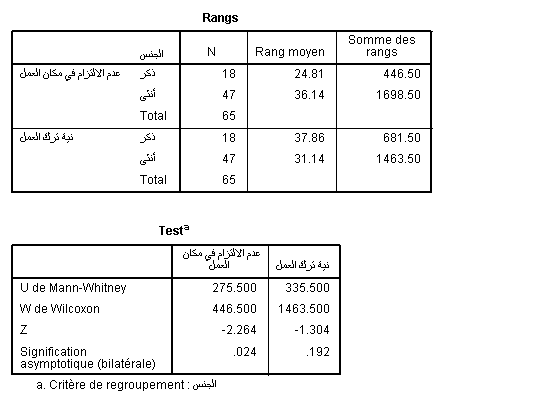 Rangs
الجنس N Rang moyen Somme des rangs
عدم الالتزام في مكان العمل ذكر 18 24.81 446.50
أنثى 47 36.14 1698.50
Total 65
نية ترك العمل ذكر 18 37.86 681.50
أنثى 47 31.14 1463.50
Total 65
Testa
عدم الالتزام في مكان العمل نية ترك العمل
U de Mann-Whitney 275.500 335.500
W de Wilcoxon 446.500 1463.500
Z -2.264 -1.304
Signification
asymptotique (bilatérale) .024 .192
a. Critère de regroupement : الجنس